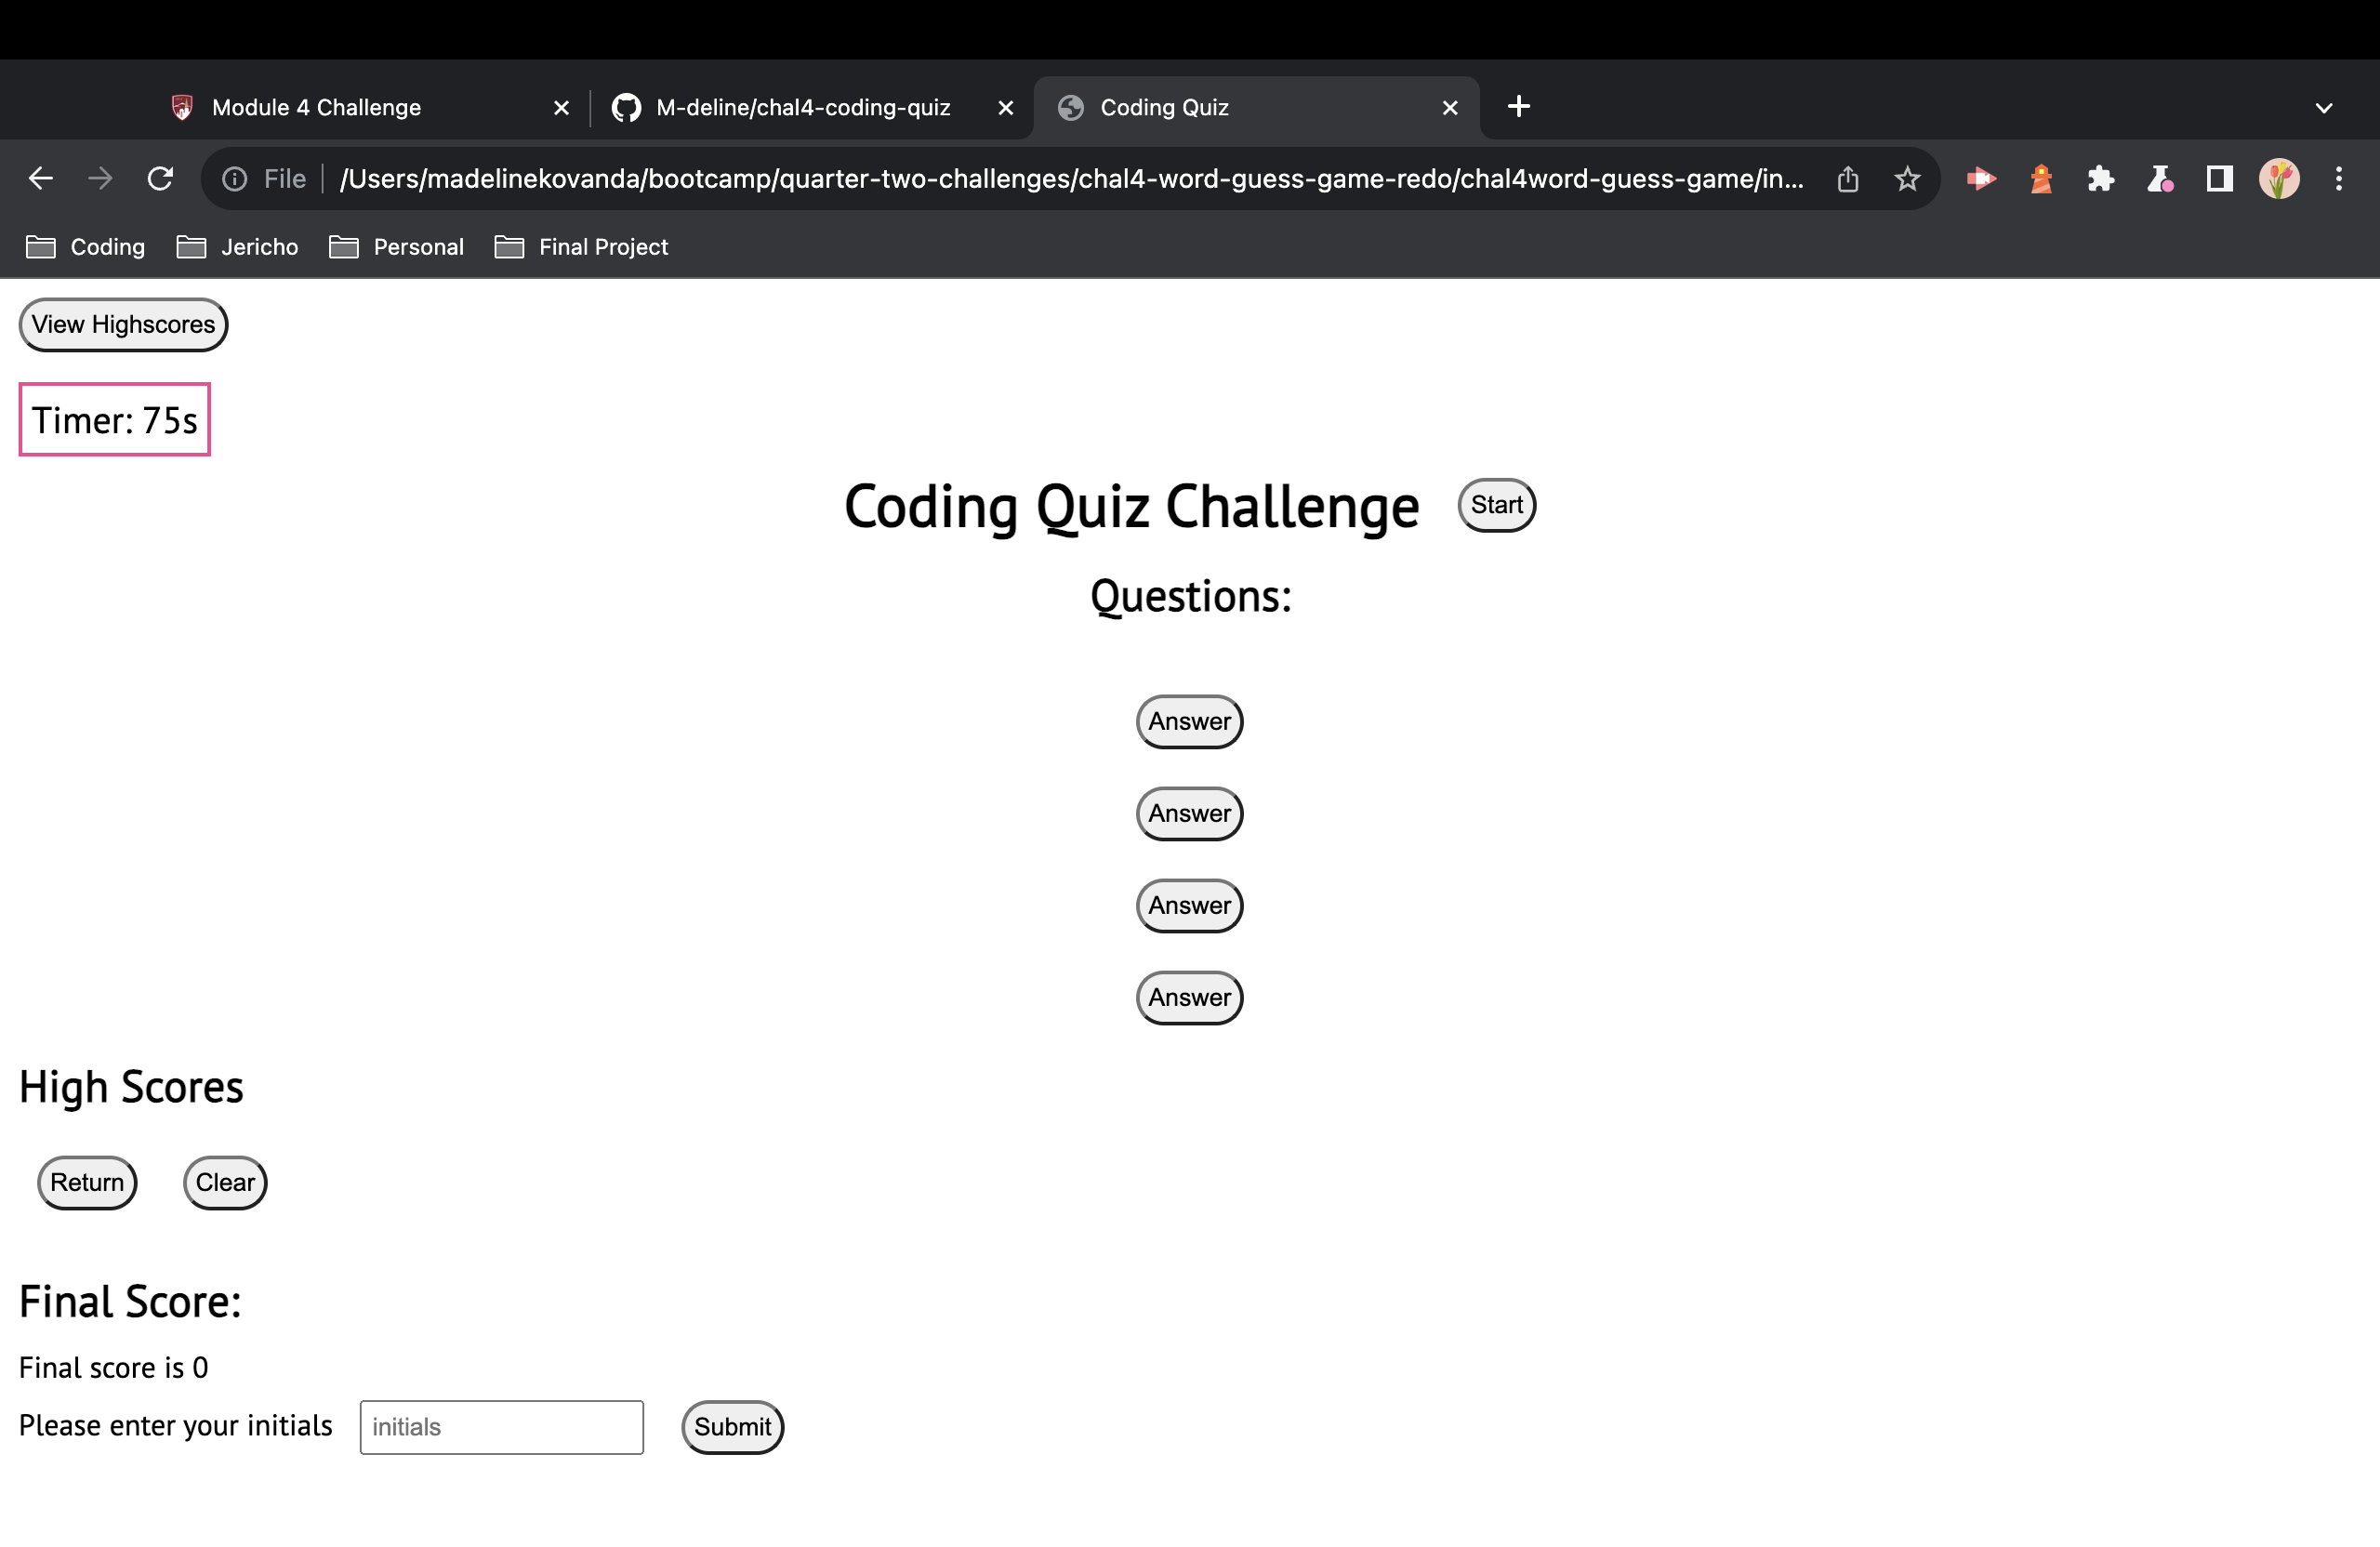 Module 4 Challenge
M-deline/chal4-coding-quiz
Coding Quiz
File /Users/madelinekovanda/bootcamp/quarter-two-challenges/chal4-word-guess-game-redo/chal4word-guess-game/in...
Coding Jericho Personal Final Project
View Highscores
Timer: 75s
Coding Quiz Challenge Start
Questions:
Answer
Answer
Answer
Answer
High Scores
Return Clear
Final Score:
Final score is 0
Please enter your initials initials Submit